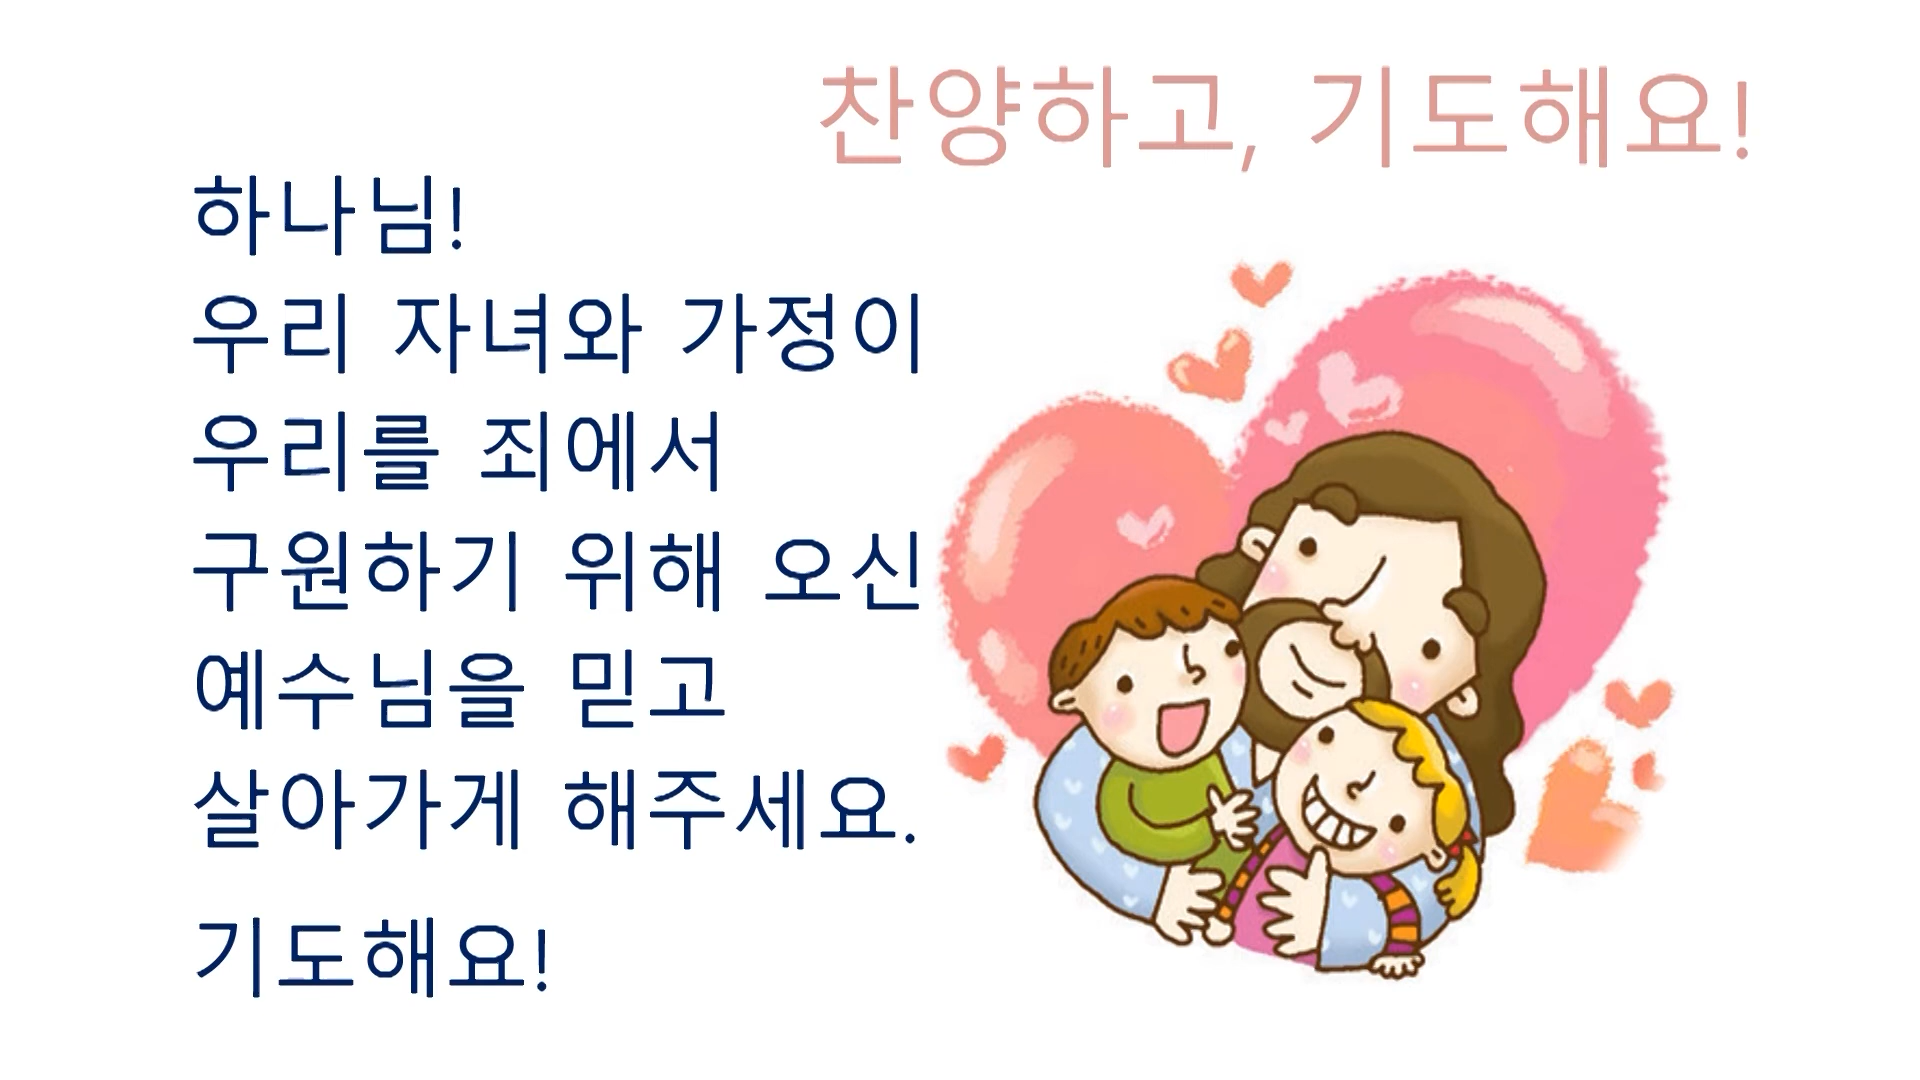 찬양하고, 기도해요!
하나님!
우리 자녀와 가정이
우리를 죄에서
구원하기 위해 오신
예수님을 믿고
살아가게 해주세요.
기도해요!